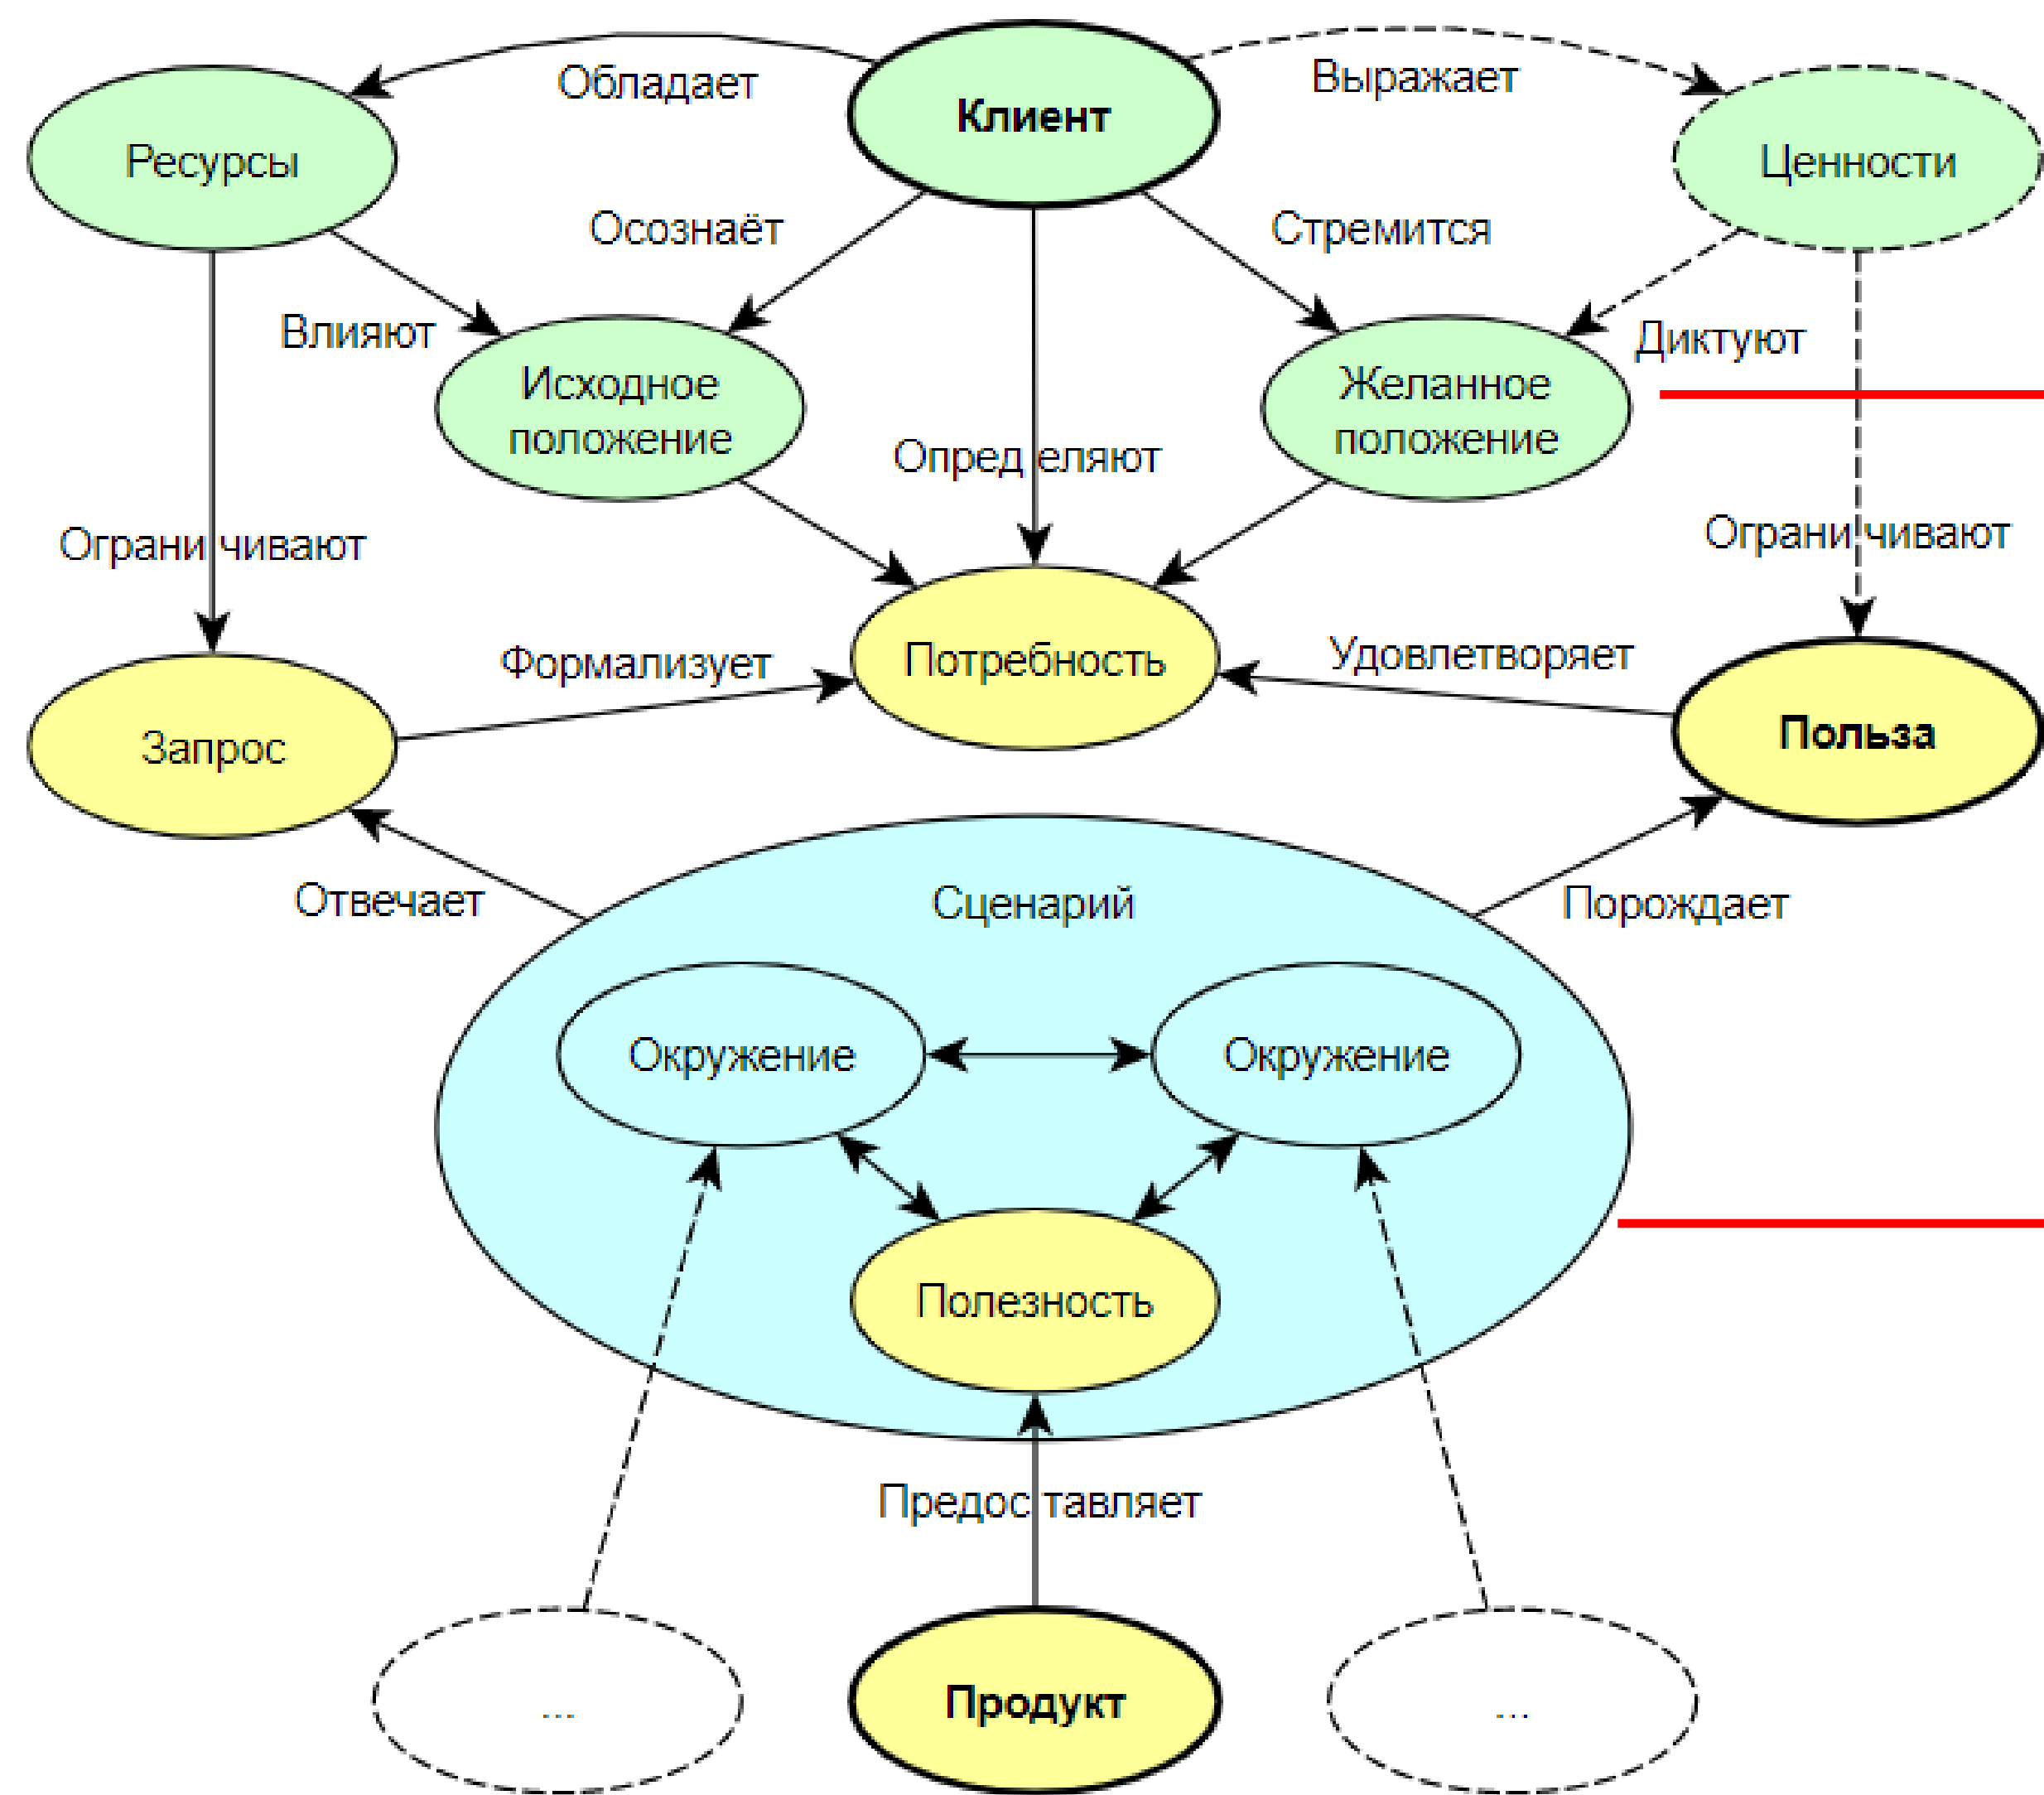 Обладает
Клиент
Выражает
Ресурсы
Ценности
Осознаёт
Стремится
Влияют
Диктуют
Исходное
положение
Желанное
положение
Определяют
Ограничивают
Ограничивают
Формализует
Потребность
Удовлетворяет
Запрос
Польза
Отвечает
Сценарий
Порождает
Окружение
Окружение
Полезность
Предоставляет
...
Продукт
...